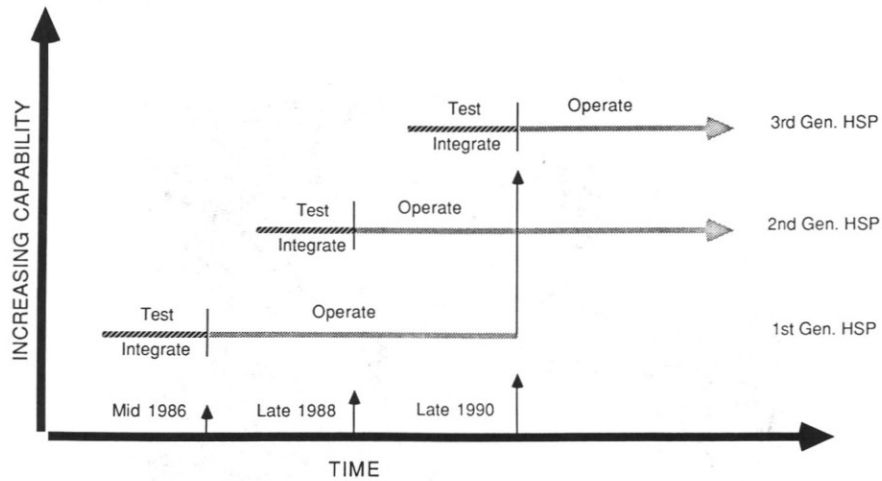 INCREASING CAPABILITY
Test
Operate
Integrate
3rd Gen. HSP
Test
Operate
Integrate
2nd Gen. HSP
Test
Operate
Integrate
1st Gen. HSP
Mid 1986
Late 1988
Late 1990
TIME